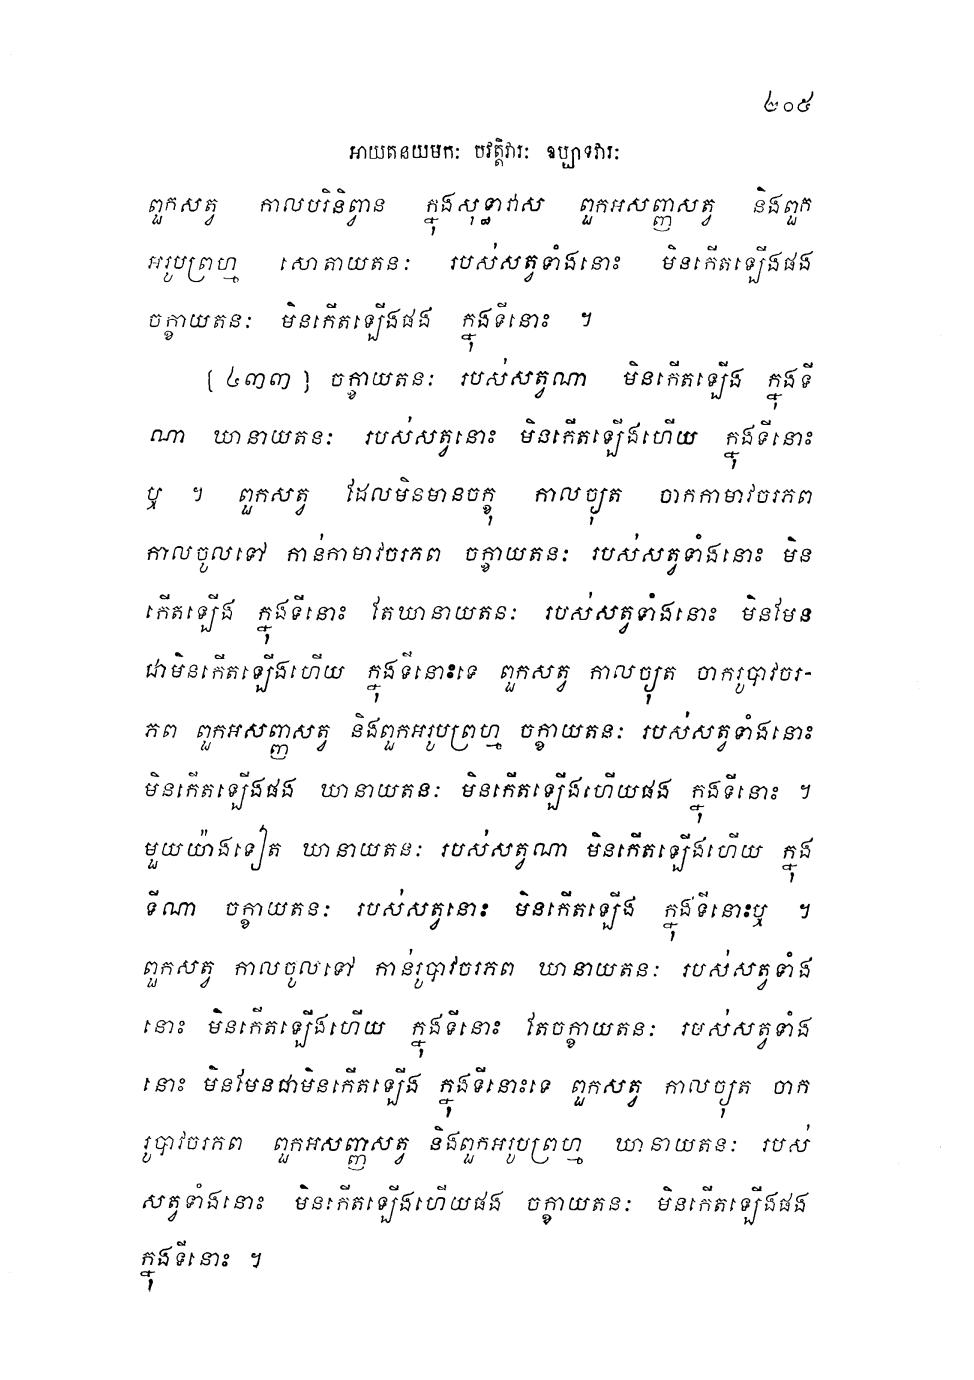 ២០៥
អាយតនយមកៈ បវត្តិវារៈ ឧប្បាទវារៈ
ពួកសត្វ កាលបរិនិព្វាន ក្នុងសុទ្ធាវាស ពួកអសញ្ញសត្វ និងពួក
អរូបព្រហ្ម សោតាយតនៈ របស់សត្វទាំងនោះ មិនកើតឡើងផង
ចក្ខាយតនៈ មិនកើតឡើងផង ក្នុងទីនោះ ។
[ ៤៣៣ ] ចក្ខាយតនៈ របស់សត្វណា មិនកើតឡើង ក្នុងទី
ណា ឃានាយតនៈ របស់សត្វនោះ មិនកើតឡើងហើយ ក្នុងទីនោះ
ឬ ។ ពួកសត្វ ដែលមិនមានចក្ខុ កាលច្យុត ចាកកាមាវចរភព
កាលចូលទៅ កាន់កាមាវចរភព ចក្ខាយតនៈ របស់សត្វទាំងនោះ មិន
កើតឡើង ក្នុងទីនោះ តែឃានាយតនៈ របស់សត្វទាំងនោះ មិនមែន
ជាមិនកើតឡើងហើយ ក្នុងទីនោះទេ ពួកសត្វ កាលច្យុត ចាករូបាវចរ-
ភព ពួកអសញ្ញសត្វ និងពួកអរូបព្រហ្ម ចក្ខាយតនៈ របស់សត្វទាំងនោះ
មិនកើតឡើងផង ឃានាយតនៈ មិនកើតឡើងហើយផង ក្នុងទីនោះ ។
មួយយ៉ាងទៀត ឃានាយតនៈ របស់សត្វណា មិនកើតឡើងហើយ ក្នុង
ទីណា ចក្ខាយតនៈ របស់សត្វនោះ មិនកើតឡើង ក្នុងទីនោះឬ ។
ពួកសត្វ កាលចូលទៅ កាន់រូបាវចរភព ឃានាយតនៈ របស់សត្វទាំង
នោះ មិនកើតឡើងហើយ ក្នុងទីនោះ តែចក្ខាយតនៈ របស់សត្វទាំង
នោះ មិនមែនជាមិនកើតឡើង ក្នុងទីនោះទេ ពួកសត្វ កាលច្យុត ចាក
រូបាវចរភព ពួកអសញ្ញសត្វ និងពួកអរូបព្រហ្ម ឃានាយតនៈ របស់
សត្វទាំងនោះ មិនកើតឡើងហើយផង ចក្ខាយតនៈ មិនកើតឡើងផង
ក្នុងទីនោះ ។